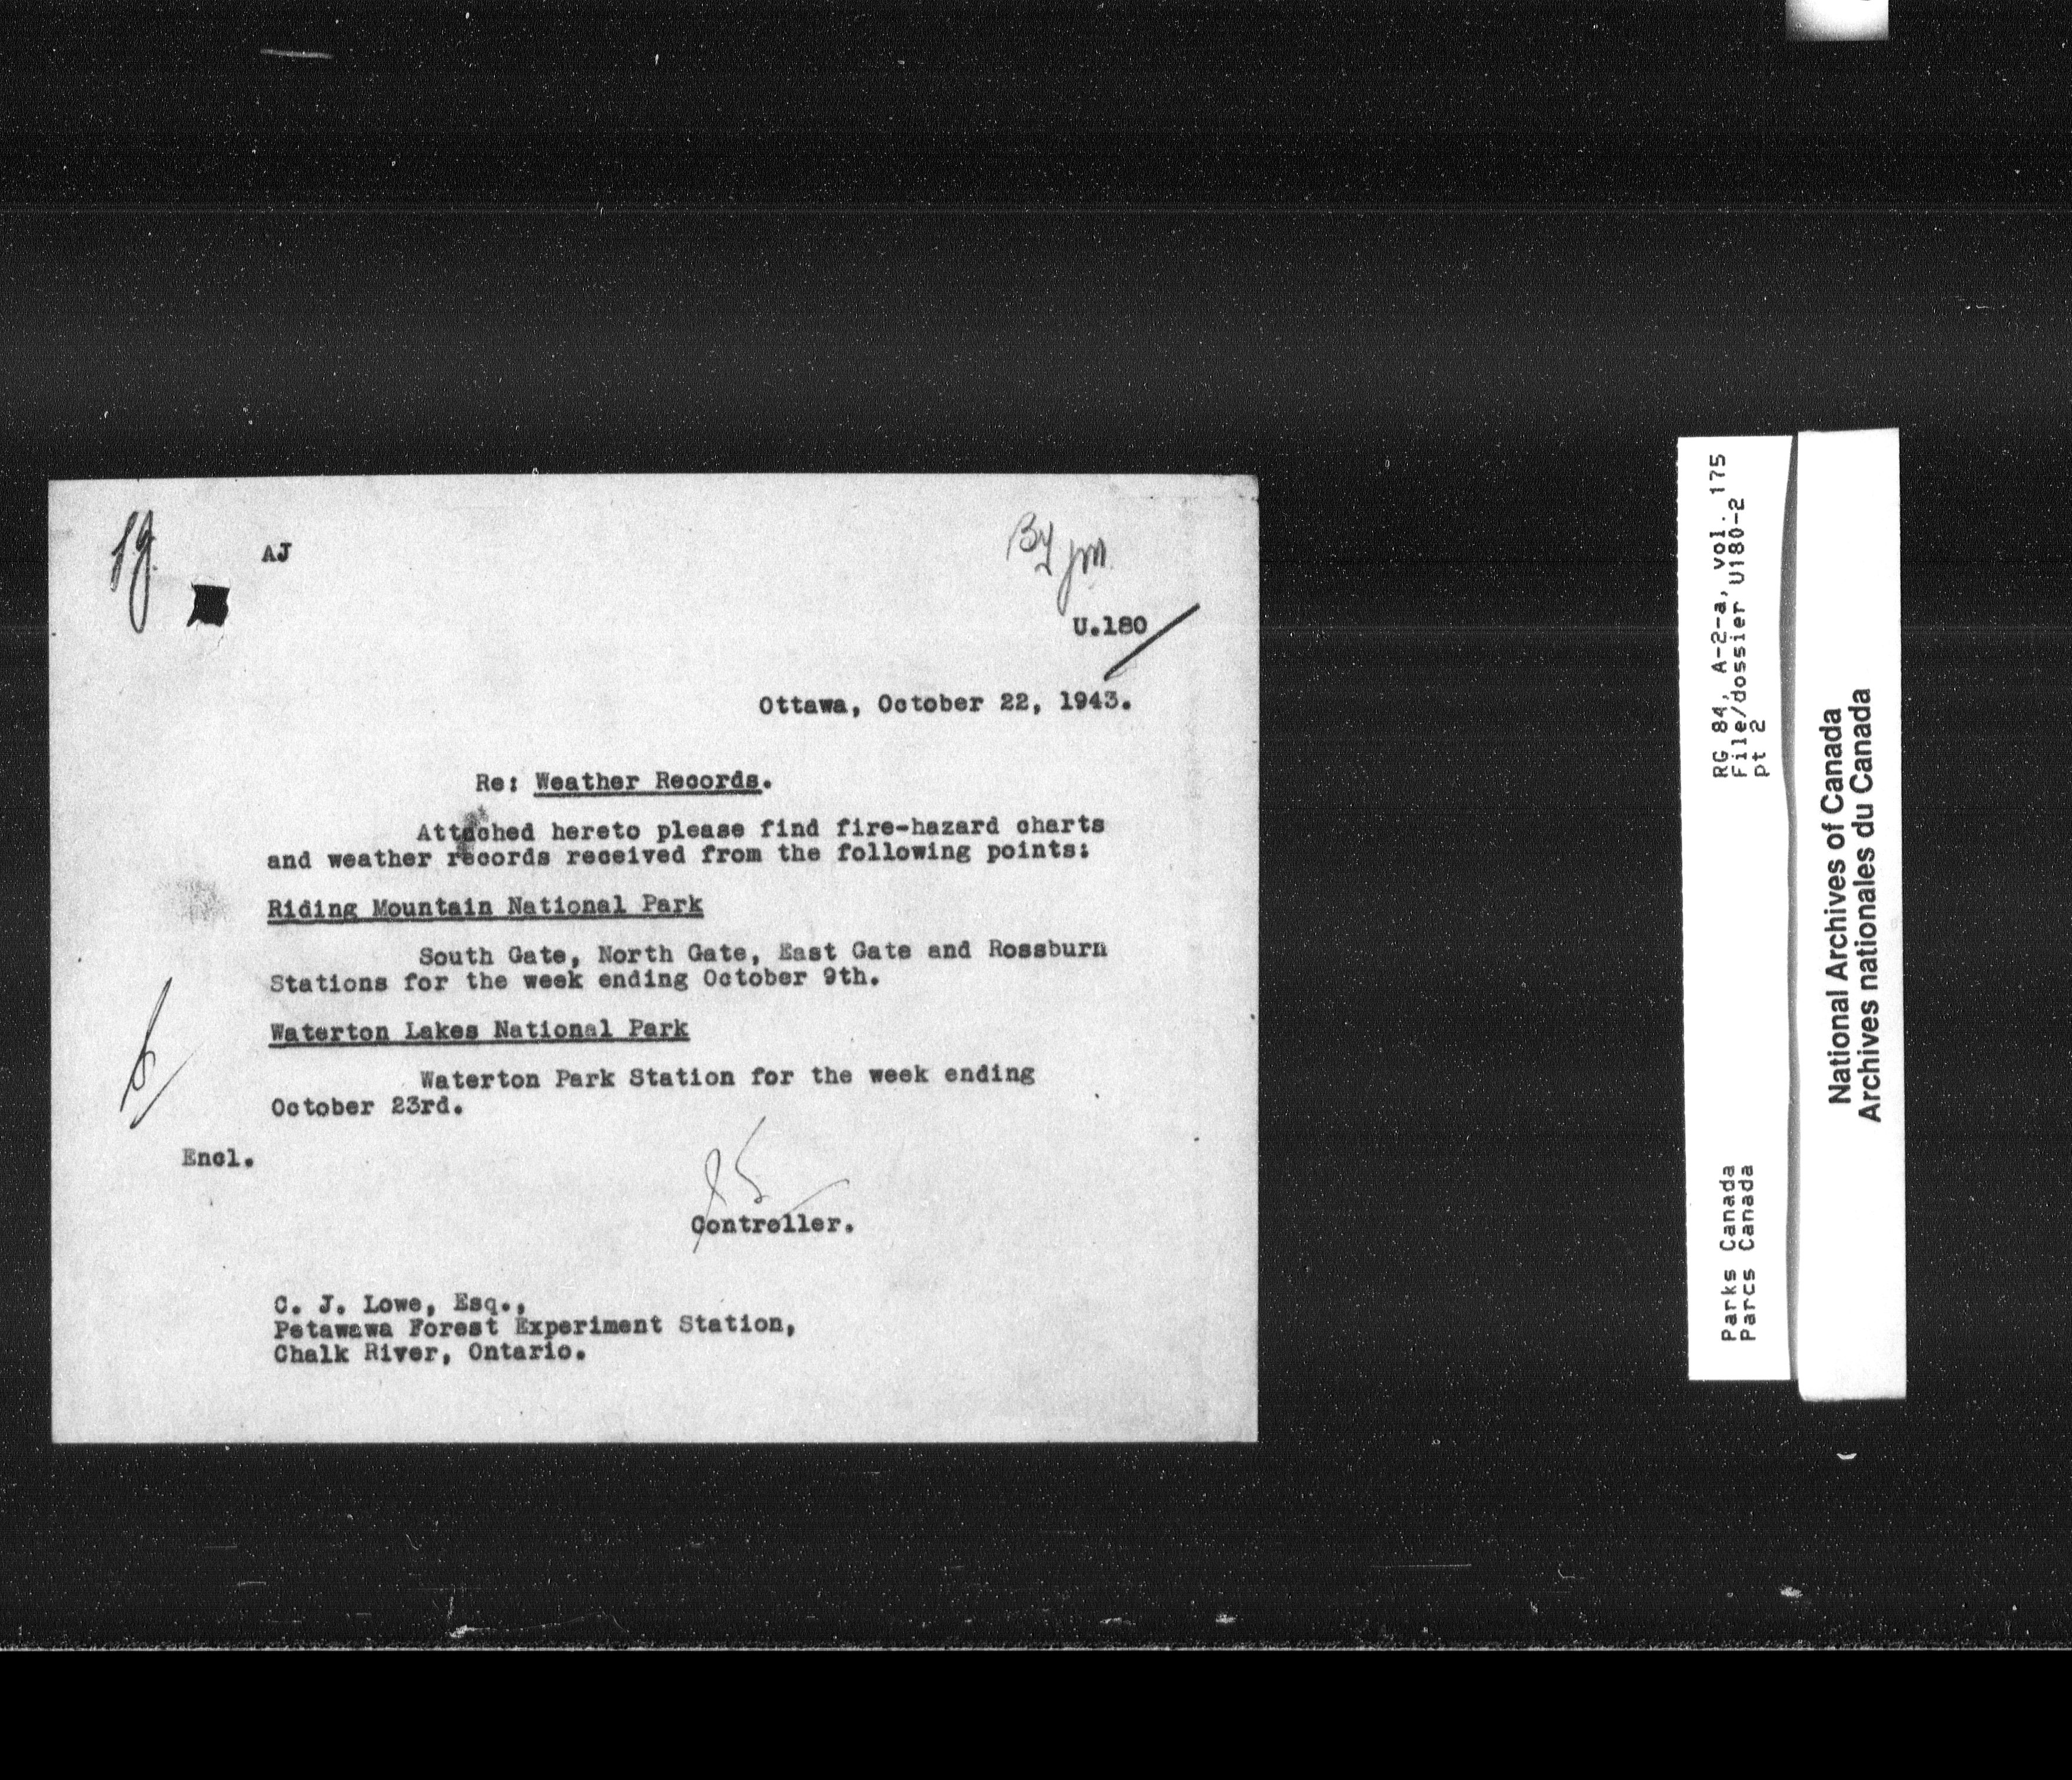 AJ
U.180
Ottawa, October 22, 1943.
Re: Weather Records.
Attached hereto please find fire-hazard charts
and weather records received from the following points:
Riding Mountain National Park
South Gate, North Gate, East Gate and Rossburn
Stations for the week ending October 9th.
Waterton Lakes National Park
Waterton Park Station for the week ending
October 23rd.
Encl.
Controller.
C. J. Lowe, Esq.,
Petawawa Forest Experiment Station,
Chalk River, Ontario.
RG 84, A-2-a, vol. 175
File/dossier U180-2
pt 2
Parks Canada
Parcs Canada
National Archives of Canada
Archives nationales du Canada